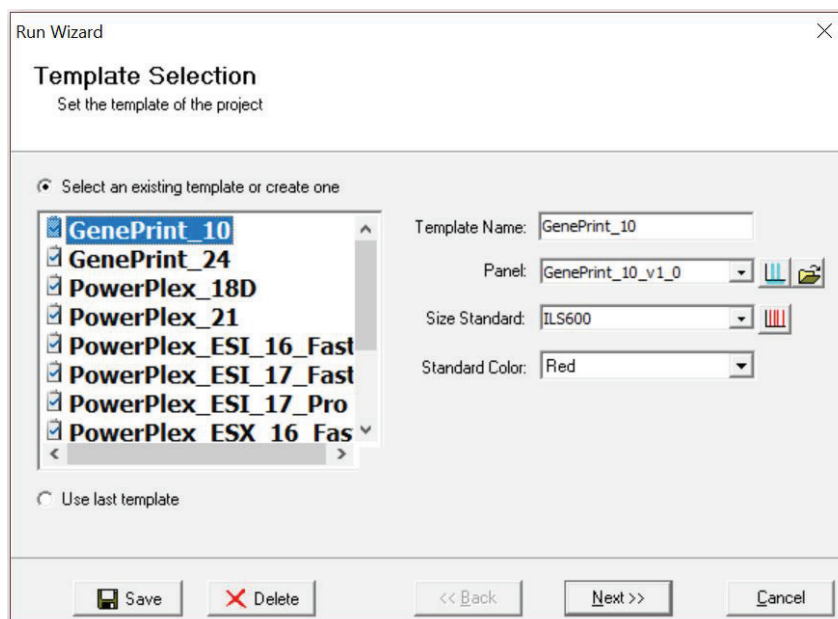 Run Wizard
Template Selection
Set the template of the project
Select an existing template or create one
GenePrint_10
GenePrint_24
PowerPlex_18D
PowerPlex_21
PowerPlex_ESI_16_Fast
PowerPlex_ESI_17_Fast
PowerPlex_ESI_17_Pro
PowerPlex_ESX_16_Fas
Template Name: GenePrint_10
Panel: GenePrint_10_v1_0
Size Standard: ILS600
Standard Color: Red
Use last template
Save Delete << Back Next >> Cancel